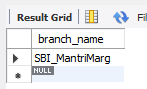 Result Grid
branch_name
SBI_MantriMarg
NULL